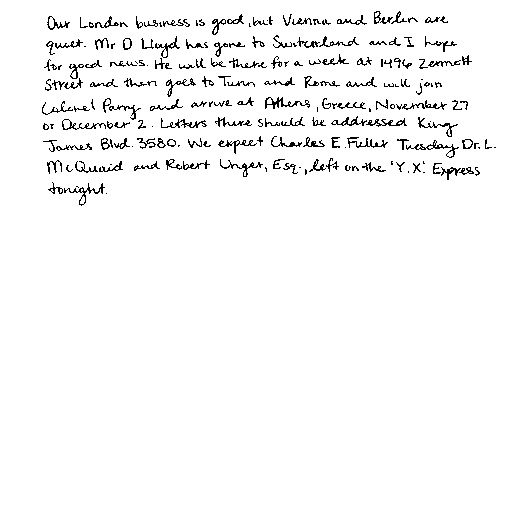 Our London business is good, but Vienna and Berlin are
quiet. Mr D Lloyd has gone to Switzerland and I hope
for good news. He will be there for a week at 1496 Zermott
Street and then goes to Turin and Rome and will join
Colonel Parry and arrive at Athens, Greece, November 27
or December 2. Letters there should be addressed King
James Blvd. 3580. We expect Charles E. Fuller Tuesday Dr. L.
McQuaid and Robert Unger, Esq., left on the 'Y.X.' Express
tonight.